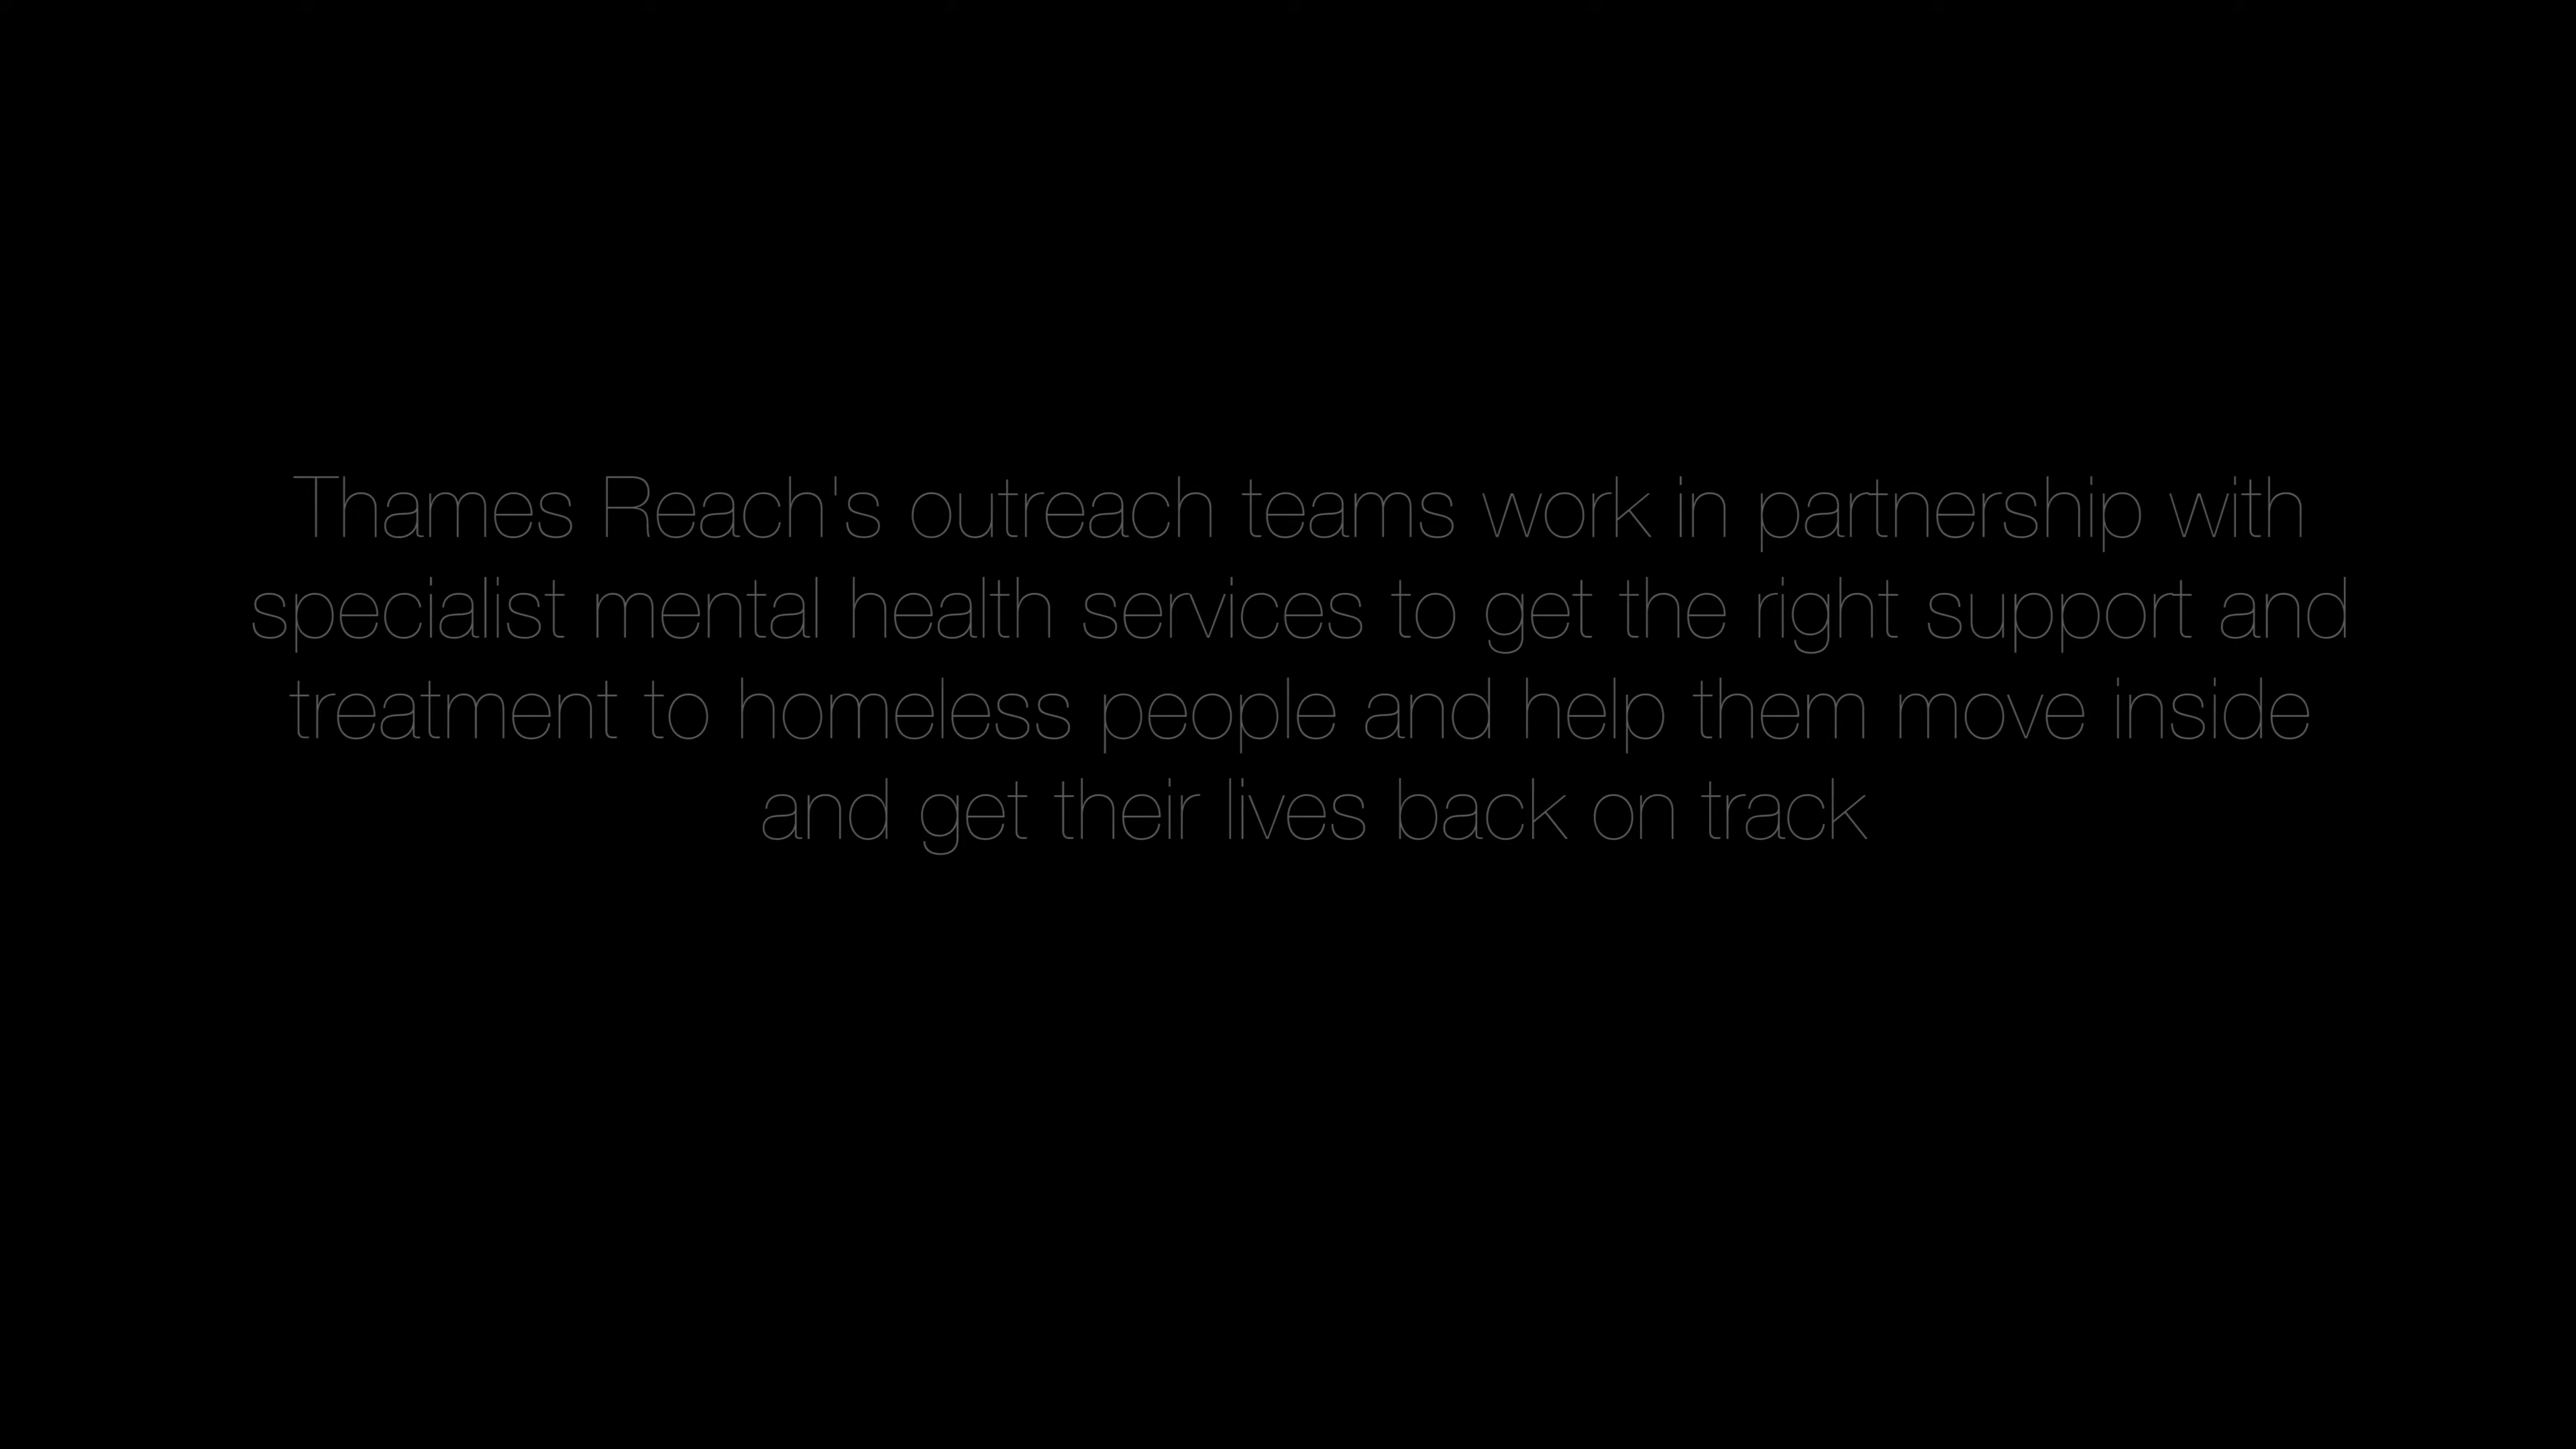 Thames Reach's outreach teams work in partnership with
specialist mental health services to get the right support and
treatment to homeless people and help them move inside
and get their lives back on track